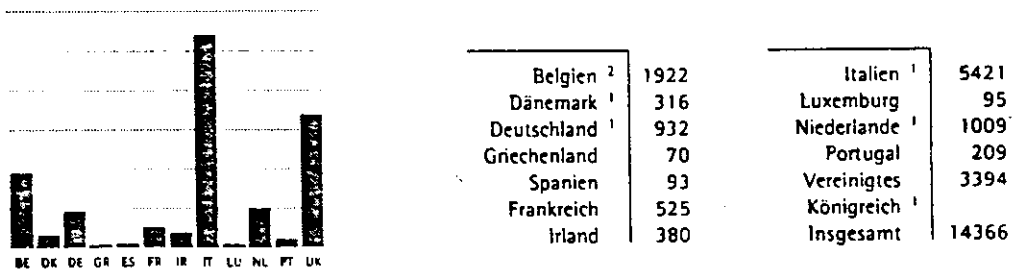 BE DK DE GR ES FR IR IT LU NL PT UK
Belgien 2 1922
Dänemark 1 316
Deutschland 1 932
Griechenland 70
Spanien 93
Frankreich 525
Irland 380
Italien 1 5421
Luxemburg 95
Niederlande 1 1009
Portugal 209
Vereinigtes 3394
Königreich 1
Insgesamt 14366